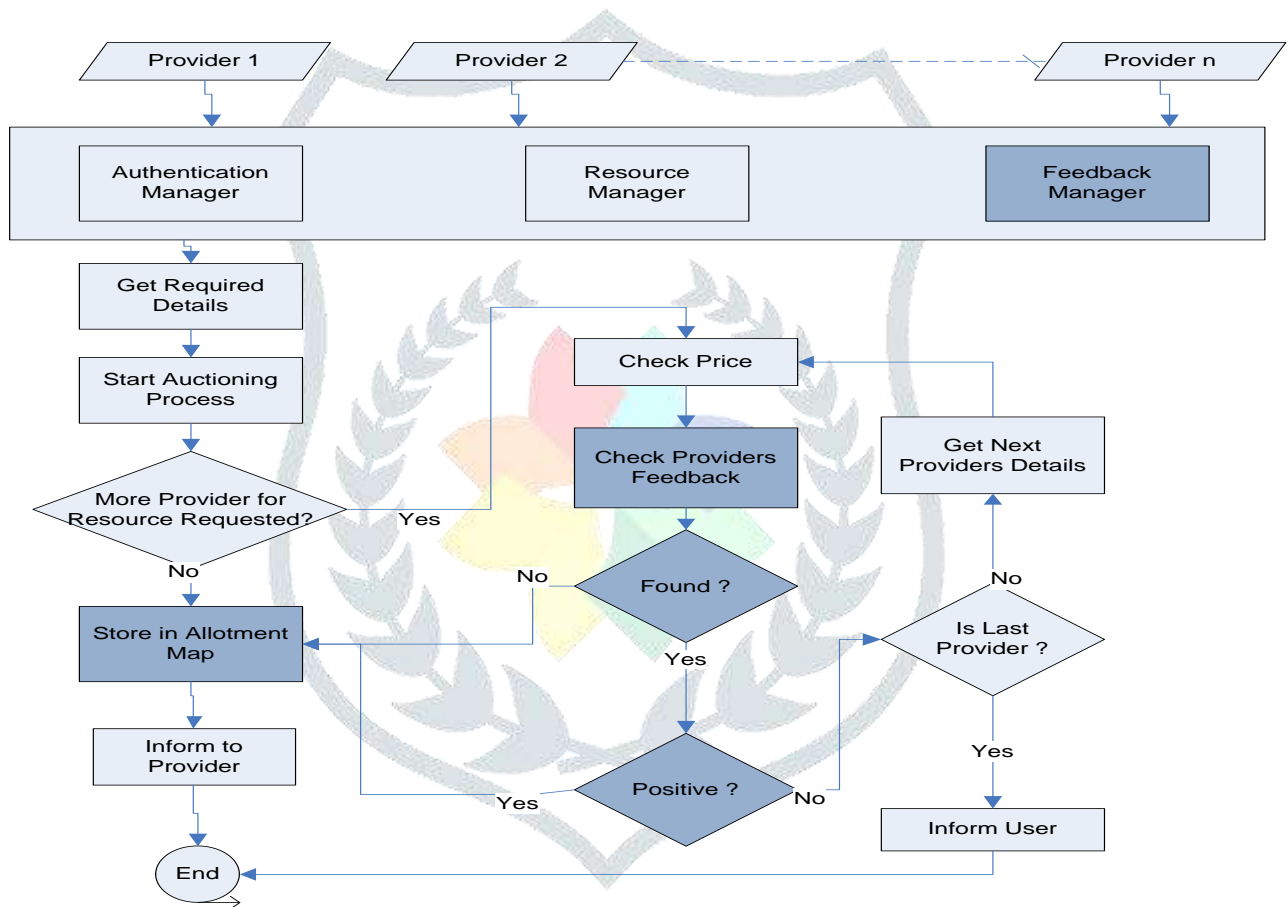 Provider 1
Provider 2
Provider n
Authentication
Manager
Resource
Manager
Feedback
Manager
Get Required
Details
Start Auctioning
Process
More Provider for
Resource Requested?
Yes
No
Store in Allotment
Map
Inform to
Provider
End
Check Price
Check Providers
Feedback
Found ?
No
Yes
Positive ?
Yes
No
Get Next
Providers Details
No
Is Last
Provider ?
Yes
Inform User